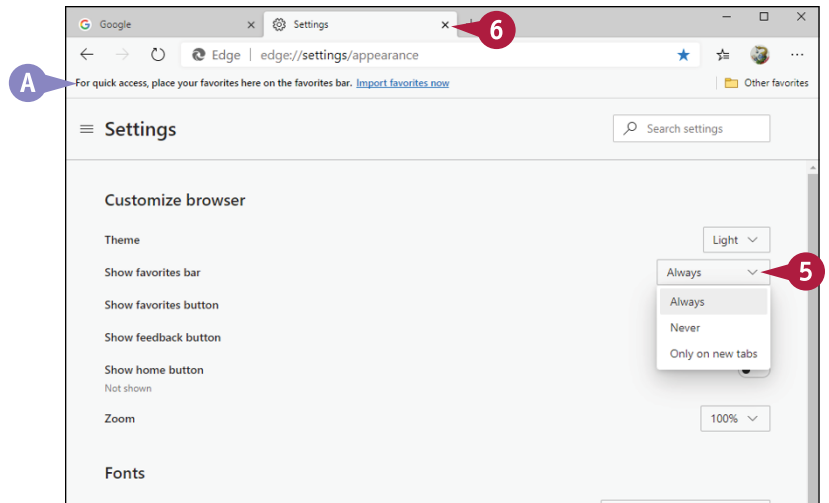 Google
Settings
6
Edge | edge://settings/appearance
A
For quick access, place your favorites here on the favorites bar. Import favorites now
Other favorites
Settings
Search settings
Customize browser
Theme
Light
Show favorites bar
Always
5
Show favorites button
Always
Never
Only on new tabs
Show feedback button
Show home button
Not shown
Zoom
100%
Fonts